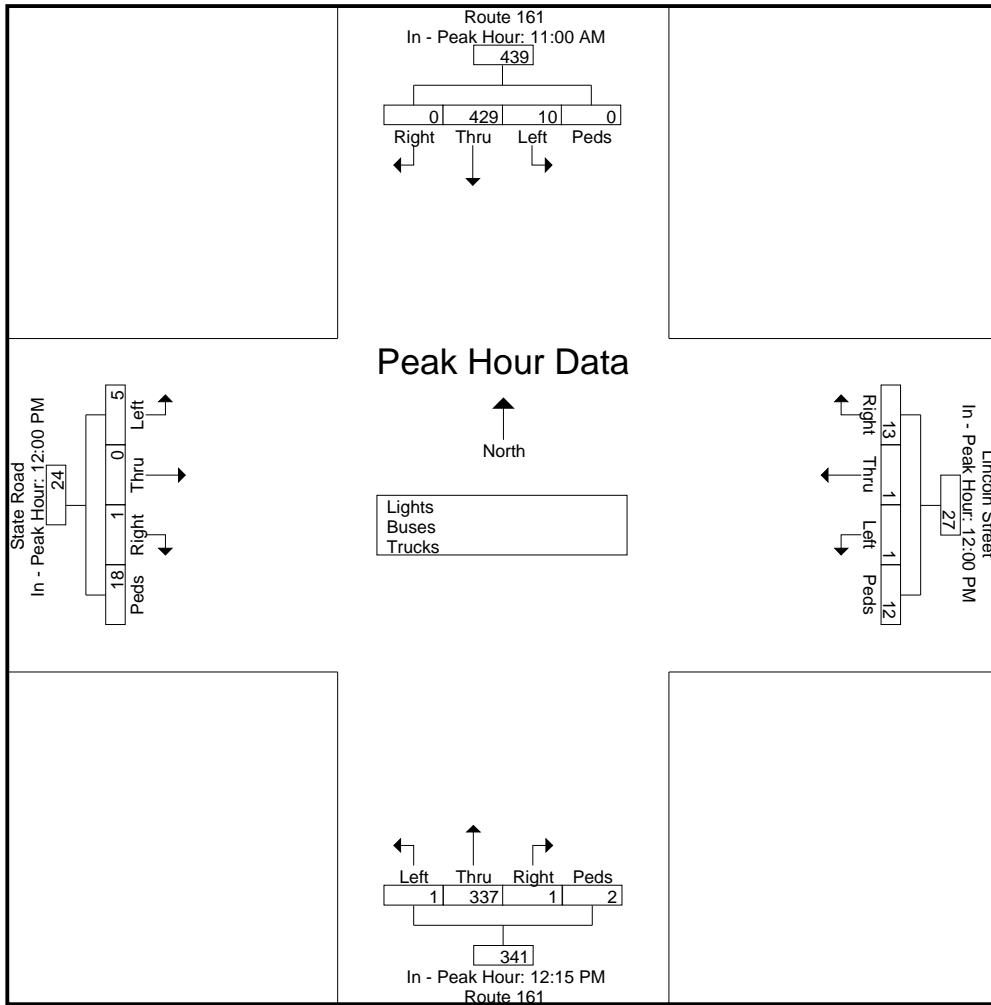 Route 161
In - Peak Hour: 11:00 AM
439
0 429 10 0
Right Thru Left Peds
Peak Hour Data
North
Lights
Buses
Trucks
State Road
In - Peak Hour: 12:00 PM
24
5 0 1 18
Left Thru Right Peds
Lincoln Street
In - Peak Hour: 12:00 PM
27
13 1 1 12
Right Thru Left Peds
Left Thru Right Peds
1 337 1 2
341
In - Peak Hour: 12:15 PM
Route 161